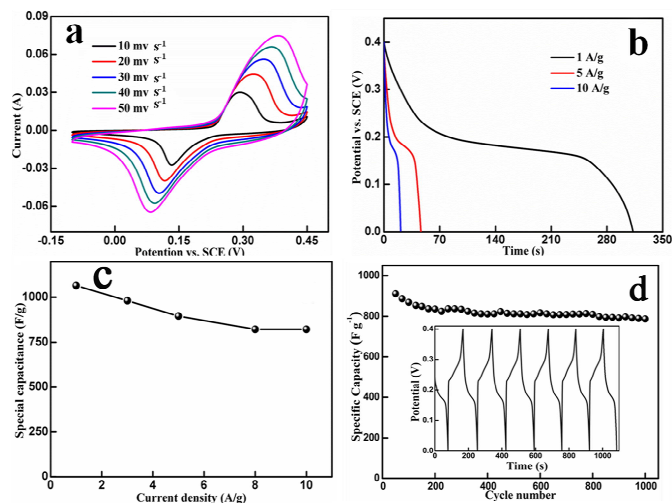 a
10 mv s-1
20 mv s-1
30 mv s-1
40 mv s-1
50 mv s-1
0.09
0.06
0.03
0.00
-0.03
-0.06
-0.15 0.00 0.15 0.30 0.45
Current (A)
Potention vs. SCE (V)
b
1 A/g
5 A/g
10 A/g
0.4
0.3
0.2
0.1
0.0
0 70 140 210 280 350
Potential vs. SCE (V)
Time (s)
c
1000
750
500
250
0
0 2 4 6 8 10
Special capacitance (F/g)
Current density (A/g)
d
1000
800
600
400
200
0
0 200 400 600 800 1000
Specific Capacity (F g-1)
Cycle number
0.4
0.3
0.2
0.1
0.0
0 200 400 600 800 1000
Potential (V)
Time (s)